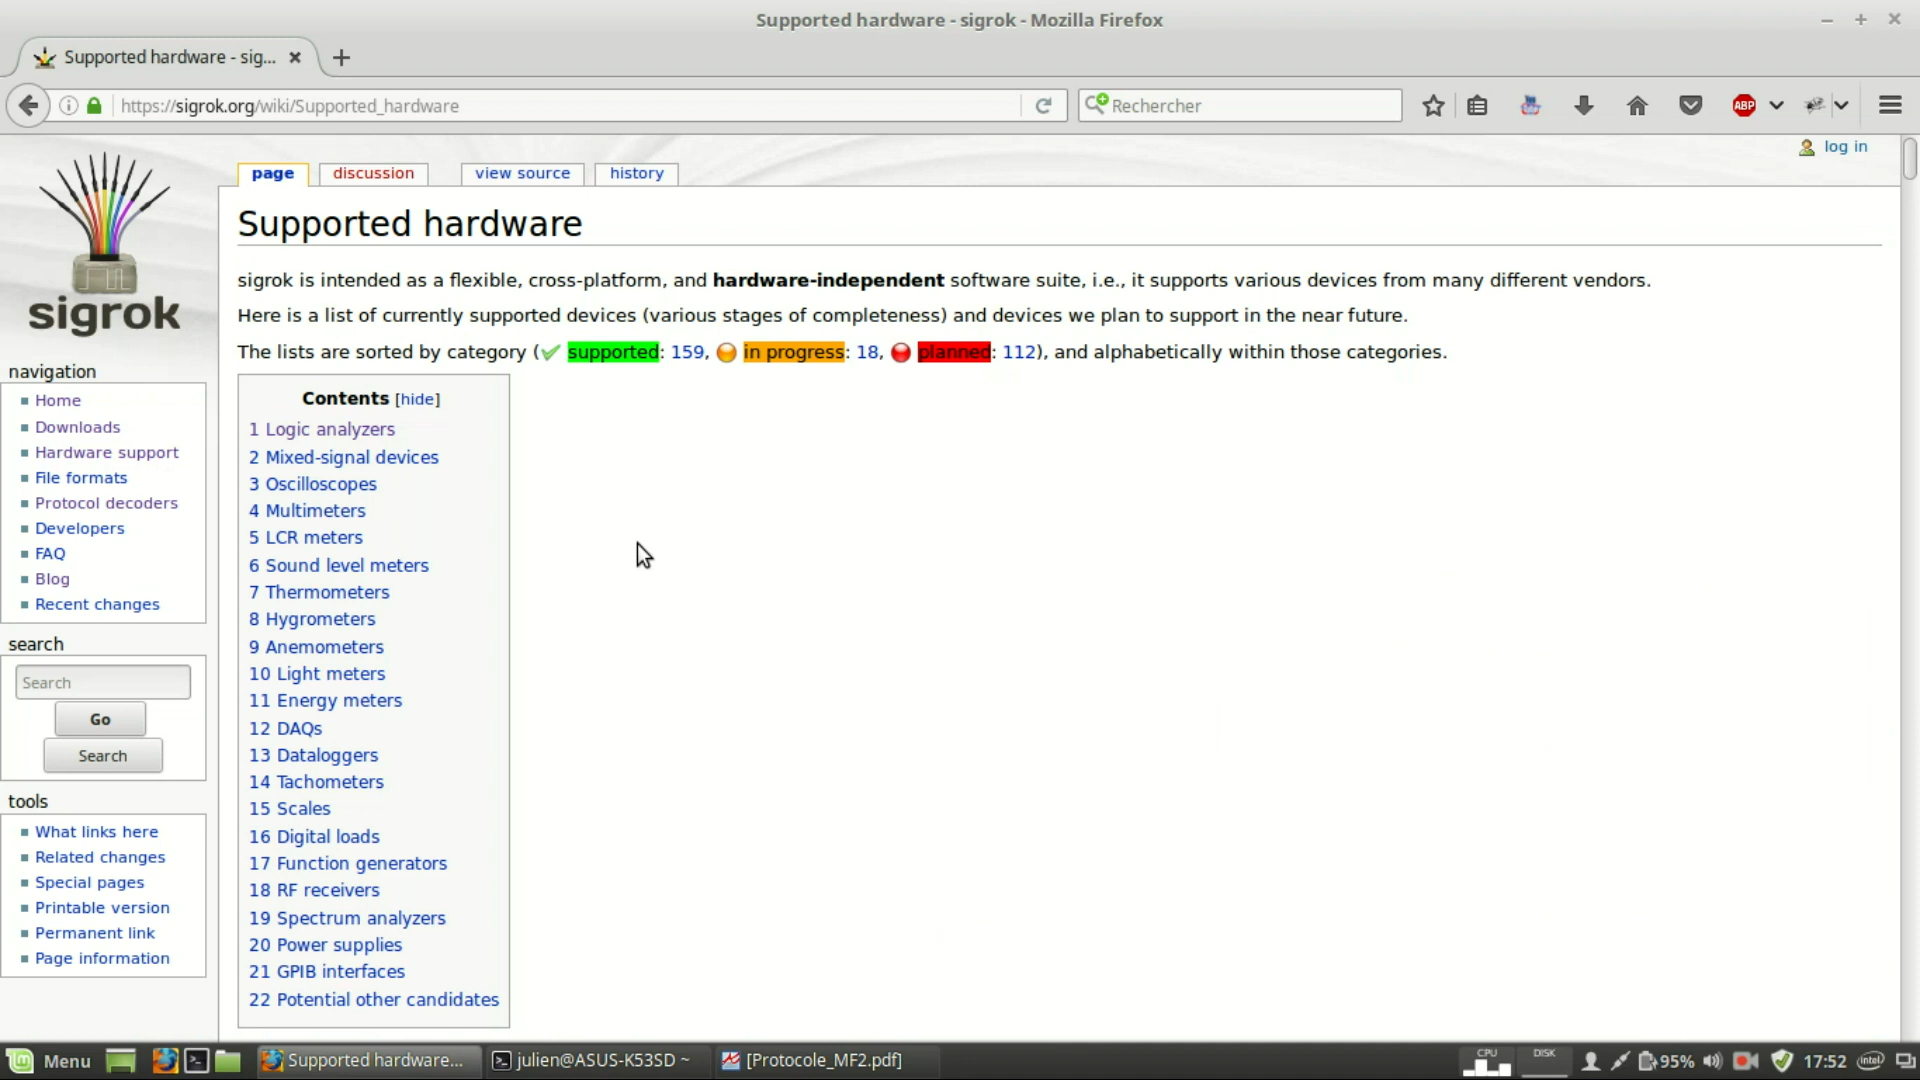 Supported hardware - sigrok - Mozilla Firefox
Supported hardware - sig...
https://sigrok.org/wiki/Supported_hardware
Rechercher
ABP
log in
page discussion view source history
sigrok
Supported hardware
sigrok is intended as a flexible, cross-platform, and hardware-independent software suite, i.e., it supports various devices from many different vendors.
Here is a list of currently supported devices (various stages of completeness) and devices we plan to support in the near future.
The lists are sorted by category ( supported: 159, in progress: 18, planned: 112), and alphabetically within those categories.
navigation
Home
Downloads
Hardware support
File formats
Protocol decoders
Developers
FAQ
Blog
Recent changes
search
Search
Go
Search
tools
What links here
Related changes
Special pages
Printable version
Permanent link
Page information
Contents [hide]
1 Logic analyzers
2 Mixed-signal devices
3 Oscilloscopes
4 Multimeters
5 LCR meters
6 Sound level meters
7 Thermometers
8 Hygrometers
9 Anemometers
10 Light meters
11 Energy meters
12 DAQs
13 Dataloggers
14 Tachometers
15 Scales
16 Digital loads
17 Function generators
18 RF receivers
19 Spectrum analyzers
20 Power supplies
21 GPIB interfaces
22 Potential other candidates
Menu
Supported hardware...
julien@ASUS-K53SD ~
[Protocole_MF2.pdf]
CPU
DISK
95%
17:52
intel